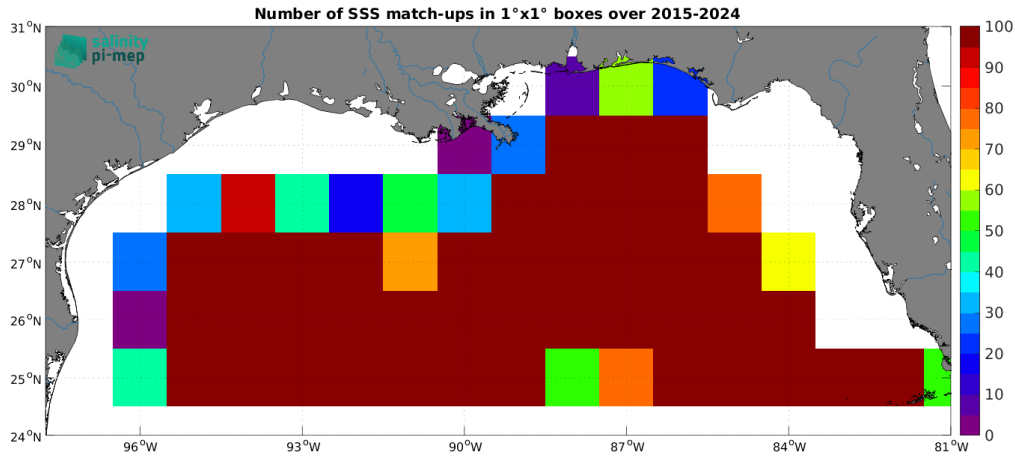 Number of SSS match-ups in 1°x1° boxes over 2015-2024
salinity
pi-mep
31°N
30°N
29°N
28°N
27°N
26°N
25°N
24°N
96°W
93°W
90°W
87°W
84°W
81°W
100
90
80
70
60
50
40
30
20
10
0